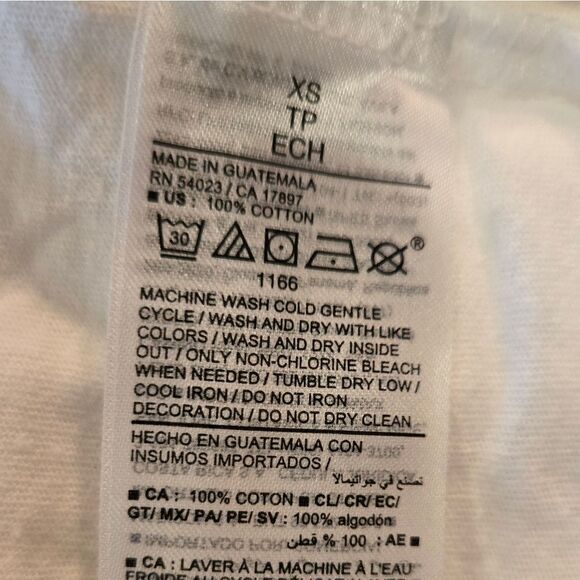 XS
TP
ECH
MADE IN GUATEMALA
RN 54023 / CA 17897
■ US : 100% COTTON
30
®
1166
MACHINE WASH COLD GENTLE
CYCLE / WASH AND DRY WITH LIKE
COLORS / WASH AND DRY INSIDE
OUT / ONLY NON-CHLORINE BLEACH
WHEN NEEDED / TUMBLE DRY LOW /
COOL IRON / DO NOT IRON
DECORATION / DO NOT DRY CLEAN
HECHO EN GUATEMALA CON
INSUMOS IMPORTADOS /
تصنع في جواتيمالا
■ CA : 100% COTON ■ CL/ CR/ EC/
GT/ MX/ PA/ PE/ SV : 100% algodón
■ AE : 100 % قطن
■ CA : LAVER À LA MACHINE À L'EAU